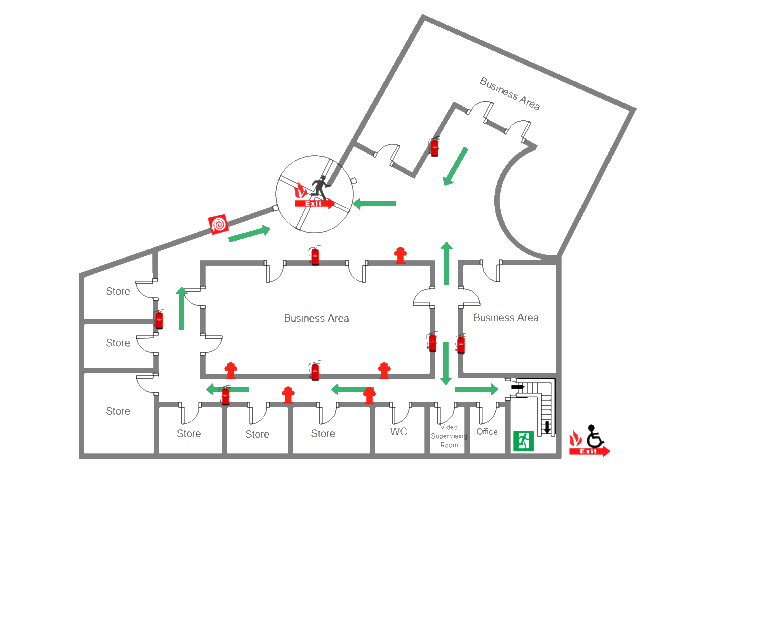 Business Area
Exit
Store
Business Area
Business Area
Store
Store
Store
Store
Store
WC
Video
Supervising
Room
Office
Store
Exit